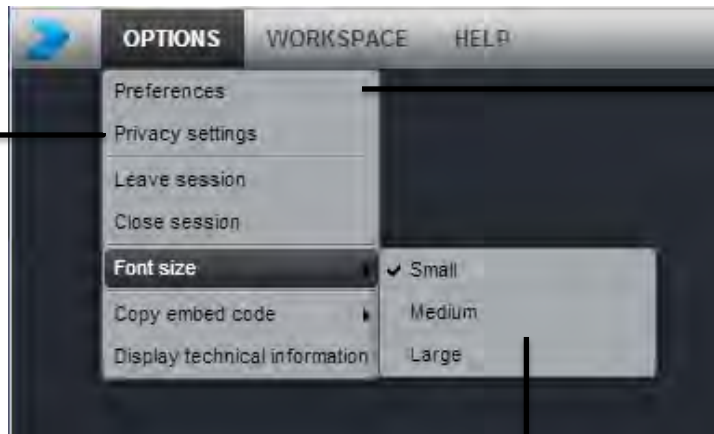 OPTIONS WORKSPACE HELP
Preferences
Privacy settings
Leave session
Close session
Font size
✔ Small
Medium
Large
Copy embed code
Display technical information